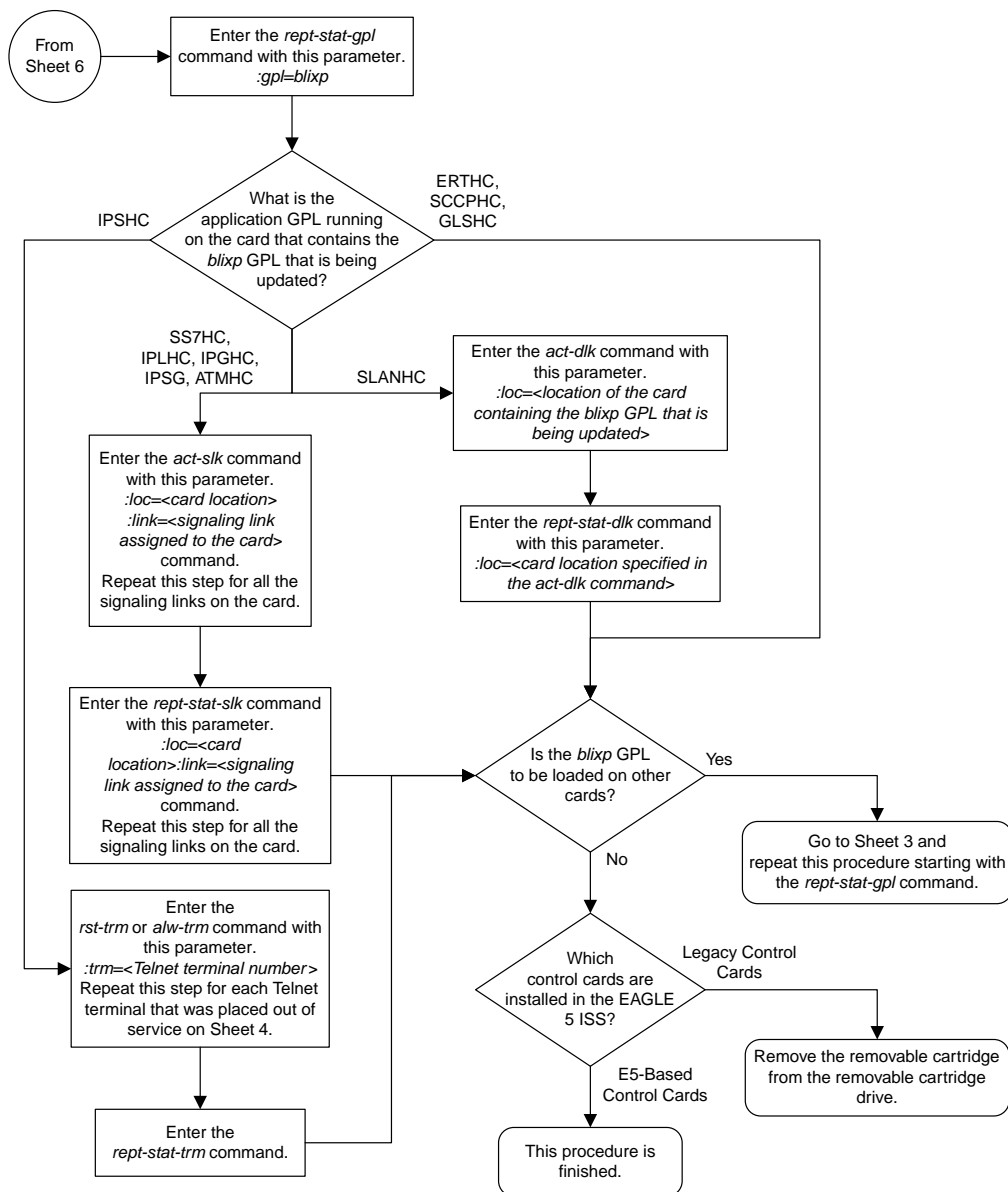 From
Sheet 6
Enter the rept-stat-gpl
command with this parameter.
:gpl=blixp
What is the
application GPL running
on the card that contains the
blixp GPL that is being
updated?
IPSHC
ERTHC,
SCCPHC,
GLSHC
SS7HC,
IPLHC, IPGHC,
IPSG, ATMHC
SLANHC
Enter the act-dlk command with
this parameter.
:loc=<location of the card
containing the blixp GPL that is
being updated>
Enter the act-slk command
with this parameter.
:loc=<card location>
:link=<signaling link
assigned to the card>
command.
Repeat this step for all the
signaling links on the card.
Enter the rept-stat-dlk command
with this parameter.
:loc=<card location specified in
the act-dlk command>
Enter the rept-stat-slk command
with this parameter.
:loc=<card
location>:link=<signaling
link assigned to the card>
command.
Repeat this step for all the
signaling links on the card.
Is the blixp GPL
to be loaded on other
cards?
Yes
Go to Sheet 3 and
repeat this procedure starting with
the rept-stat-gpl command.
No
Enter the
rst-trm or alw-trm command with
this parameter.
:trm=<Telnet terminal number>
Repeat this step for each Telnet
terminal that was placed out of
service on Sheet 4.
Which
control cards are
installed in the EAGLE
5 ISS?
Legacy Control
Cards
Remove the removable cartridge
from the removable cartridge
drive.
E5-Based
Control Cards
Enter the
rept-stat-trm command.
This procedure is
finished.